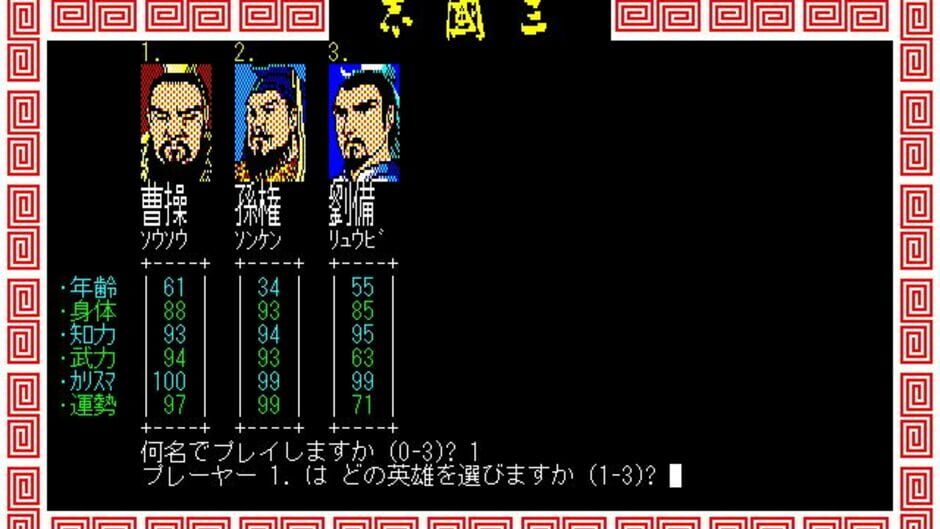 志國三
1. 2. 3.
曹操 孫権 劉備
ｿｳｿｳ ｿﾝｹﾝ ﾘｭｳﾋﾞ
+----+ +----+ +----+
・年齢 | 61 | | 34 | | 55 |
・身体 | 88 | | 93 | | 85 |
・知力 | 93 | | 94 | | 95 |
・武力 | 94 | | 93 | | 63 |
・ｶﾘｽﾏ |100 | | 99 | | 99 |
・運勢 | 97 | | 99 | | 71 |
+----+ +----+ +----+
何名でプレイしますか (0-3)? 1
プレーヤー 1. は どの英雄を選びますか (1-3)?